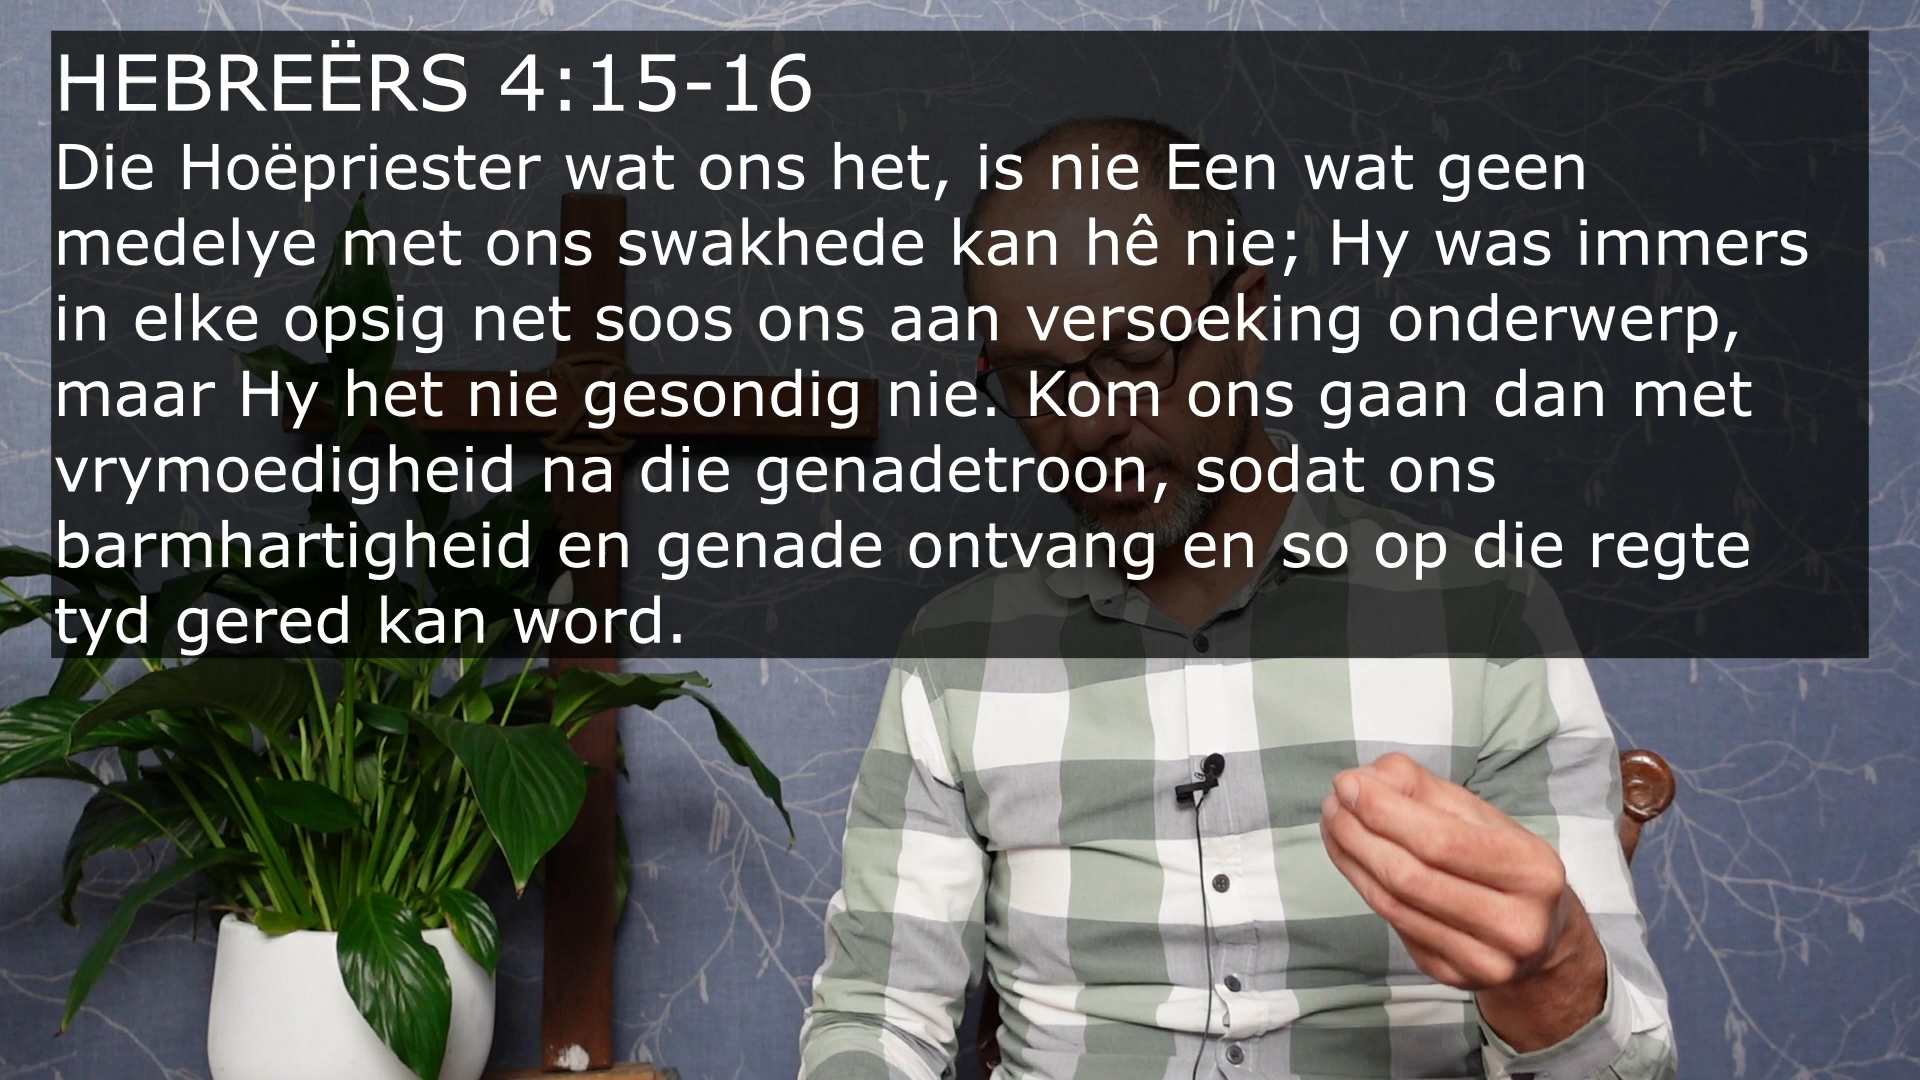 HEBREËRS 4:15-16
Die Hoëpriester wat ons het, is nie Een wat geen
medelye met ons swakhede kan hê nie; Hy was immers
in elke opsig net soos ons aan versoeking onderwerp,
maar Hy het nie gesondig nie. Kom ons gaan dan met
vrymoedigheid na die genadetroon, sodat ons
barmhartigheid en genade ontvang en so op die regte
tyd gered kan word.